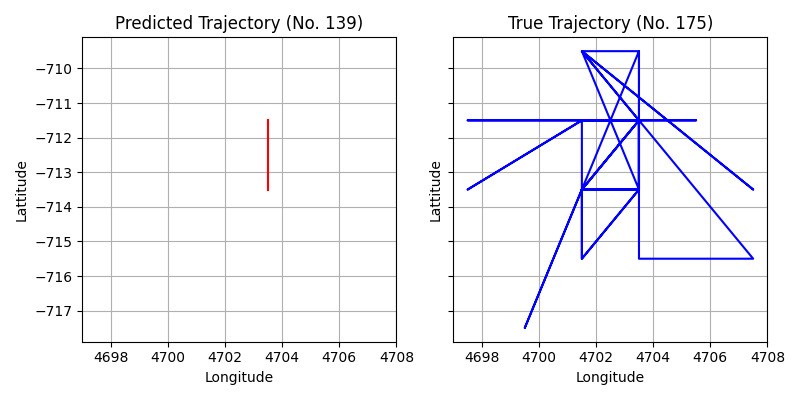 Predicted Trajectory (No. 139)
True Trajectory (No. 175)
−710
−711
−712
−713
−714
−715
−716
−717
Lattitude
Lattitude
4698 4700 4702 4704 4706 4708
4698 4700 4702 4704 4706 4708
Longitude
Longitude